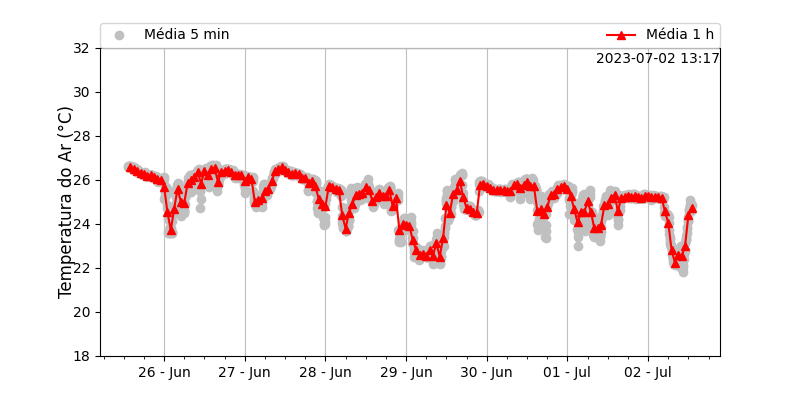 Média 5 min
Média 1 h
2023-07-02 13:17
Temperatura do Ar (°C)
32
30
28
26
24
22
20
18
26 - Jun
27 - Jun
28 - Jun
29 - Jun
30 - Jun
01 - Jul
02 - Jul